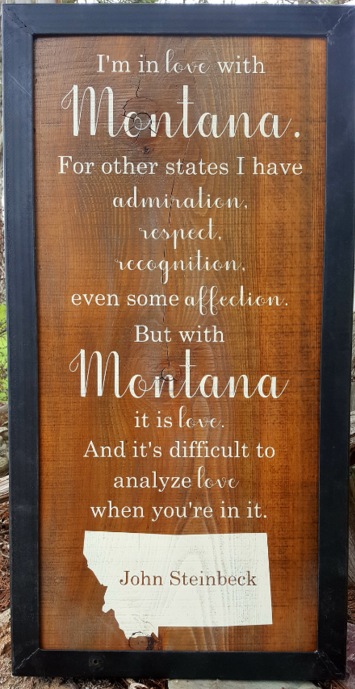 I'm in love with
Montana.
For other states I have
admiration,
respect,
recognition,
even some affection.
But with
Montana
it is love.
And it's difficult to
analyze love
when you're in it.
John Steinbeck